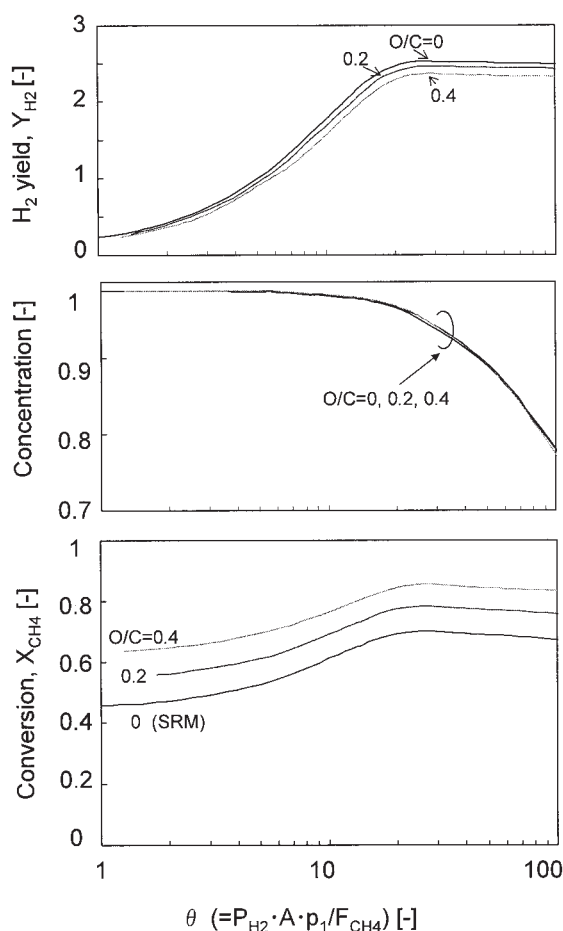 3
2
1
0
H2 yield, YH2 [-]
O/C=0
0.2
0.4
1
0.9
0.8
0.7
Concentration [-]
O/C=0, 0.2, 0.4
1
0.8
0.6
0.4
0.2
0
Conversion, XCH4 [-]
O/C=0.4
0.2
0 (SRM)
1
10
100
θ (=PH2·A·p1/FCH4) [-]